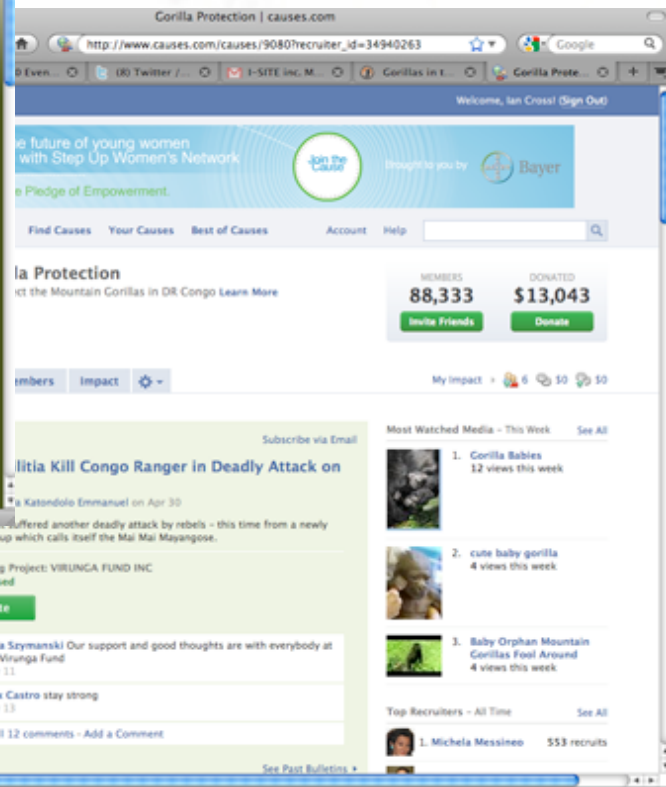 Gorilla Protection | causes.com
http://www.causes.com/causes/9080?recruiter_id=34940263
Google
Even...
(8) Twitter /...
I-SITE inc. M...
Gorillas in t...
Gorilla Prote...
Welcome, Ian Cross! (Sign Out)
e future of young women
with Step Up Women's Network
e Pledge of Empowerment.
Join the
Cause
Brought to you by
BAYER
Bayer
Find Causes Your Causes Best of Causes Account Help
la Protection
ct the Mountain Gorillas in DR Congo Learn More
MEMBERS
88,333
Invite Friends
DONATED
$13,043
Donate
embers Impact
My Impact 6 $0 $0
Subscribe via Email
litia Kill Congo Ranger in Deadly Attack on
a Katondolo Emmanuel on Apr 30
suffered another deadly attack by rebels - this time from a newly
up which calls itself the Mai Mai Mayangose.
g Project: VIRUNGA FUND INC
sed
te
a Szymanski Our support and good thoughts are with everybody at
Virunga Fund
11
Castro stay strong
13
ll 12 comments - Add a Comment
See Past Bulletins
Most Watched Media - This Week See All
1. Gorilla Babies
12 views this week
2. cute baby gorilla
4 views this week
3. Baby Orphan Mountain
Gorillas Fool Around
4 views this week
Top Recruiters - All Time See All
1. Michela Messineo 553 recruits